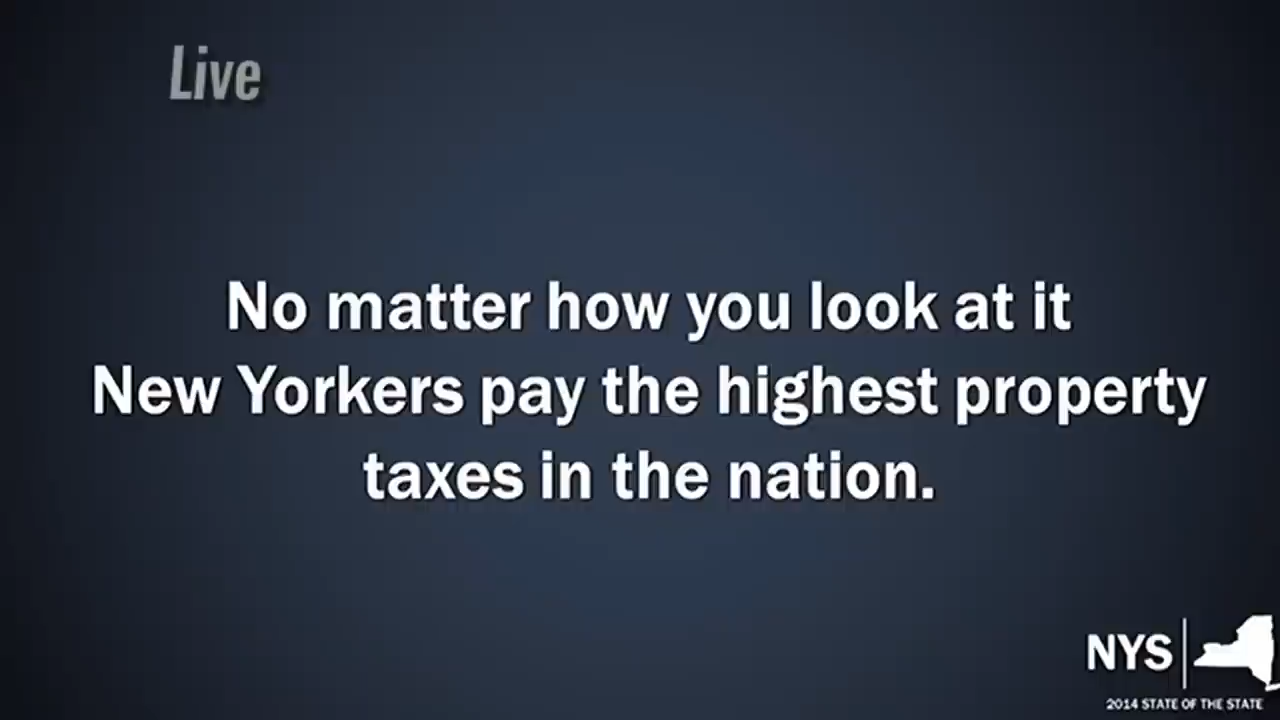 Live
No matter how you look at it
New Yorkers pay the highest property
taxes in the nation.
NYS
2014 STATE OF THE STATE